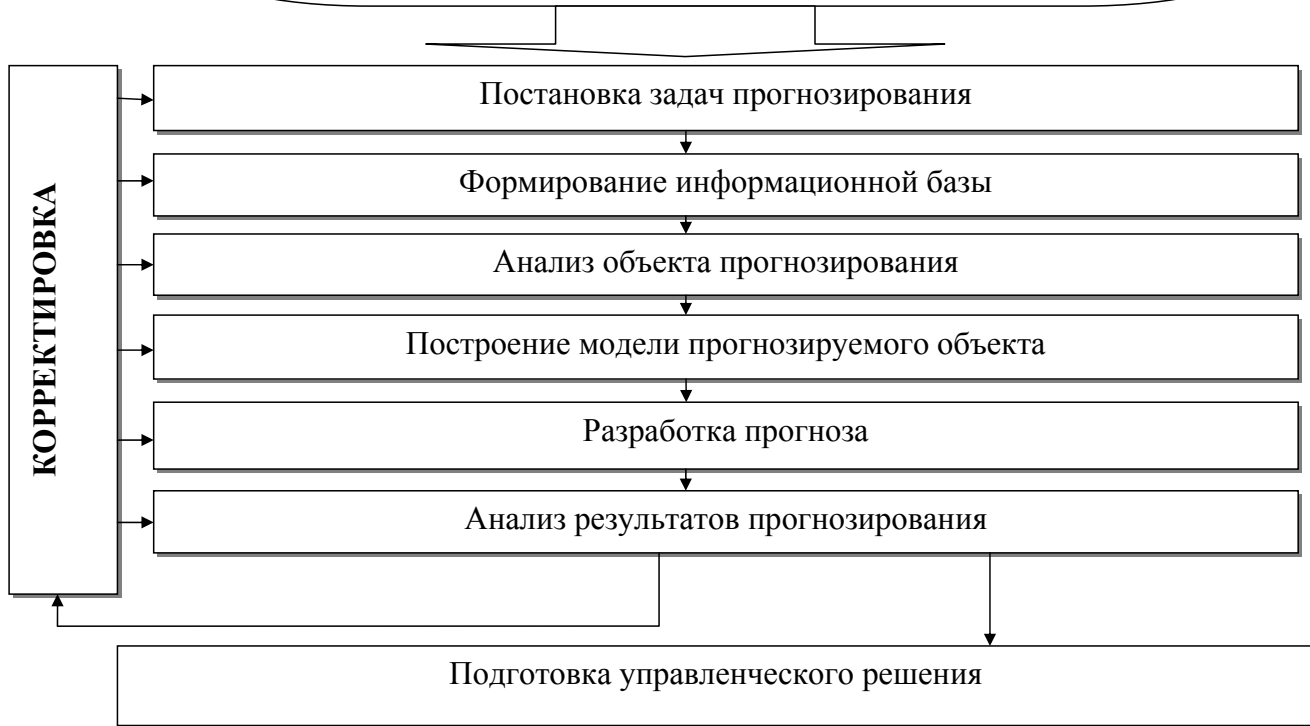 Постановка задач прогнозирования
Формирование информационной базы
Анализ объекта прогнозирования
Построение модели прогнозируемого объекта
Разработка прогноза
Анализ результатов прогнозирования
КОРРЕКТИРОВКА
Подготовка управленческого решения